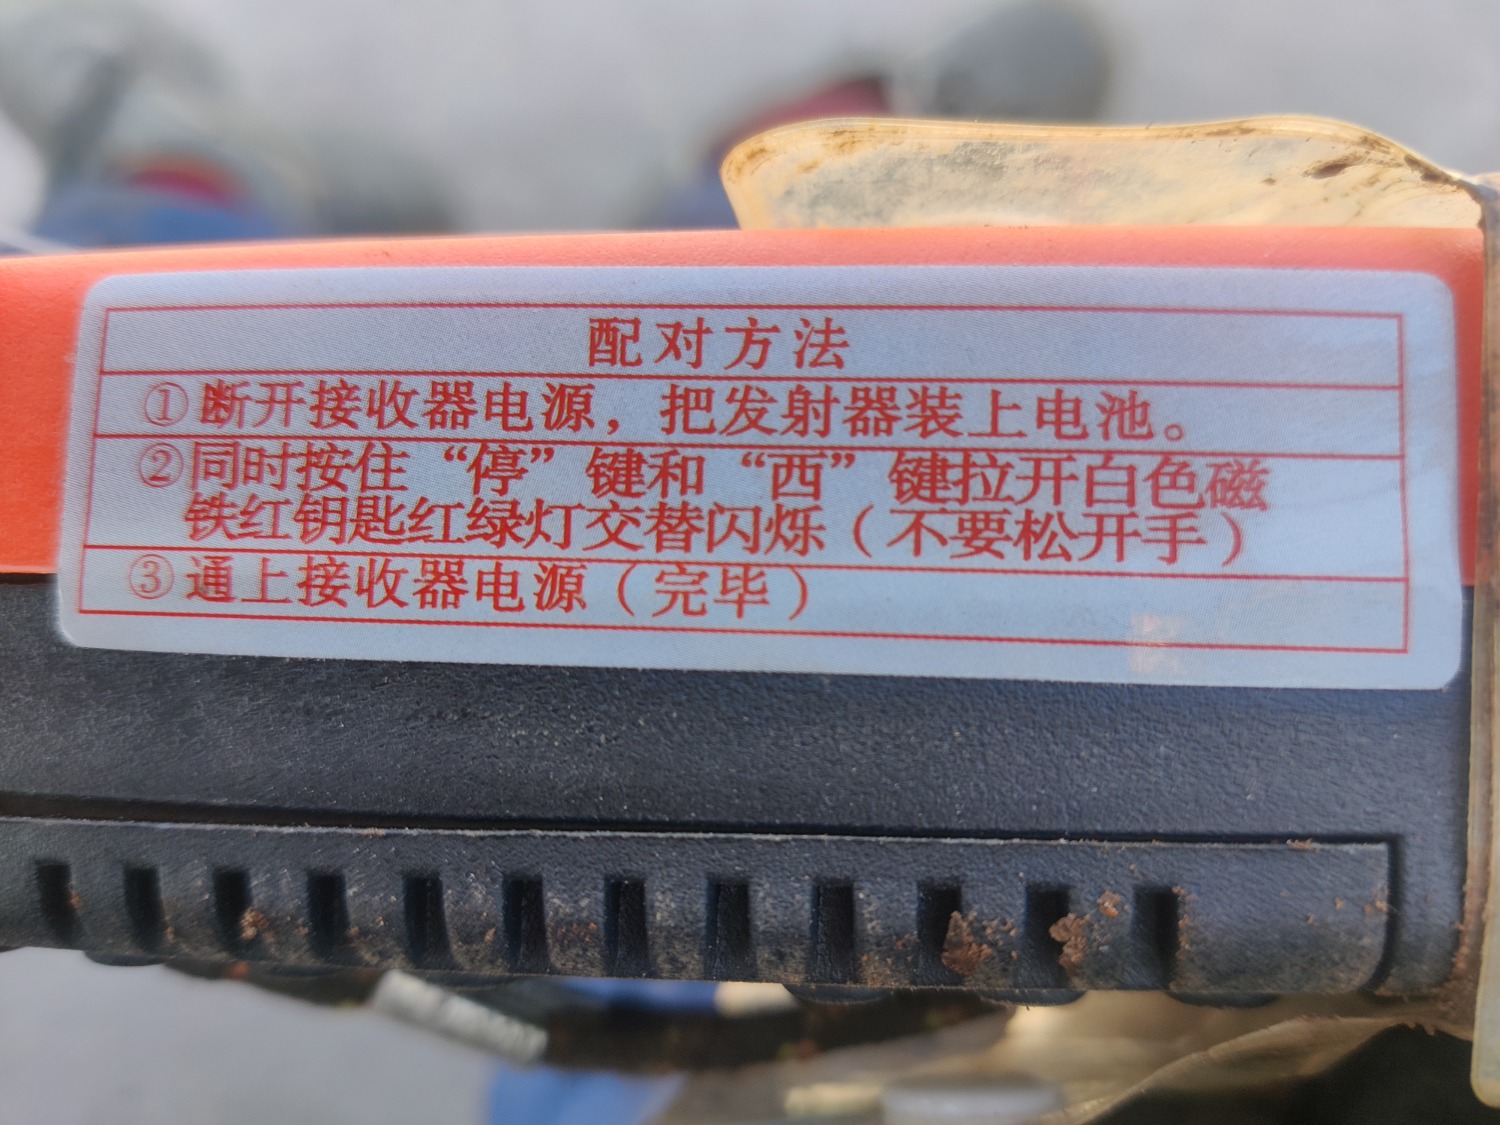 配对方法
①断开接收器电源，把发射器装上电池。
②同时按住“停”键和“西”键拉开白色磁
铁红钥匙红绿灯交替闪烁（不要松开手）
③通上接收器电源（完毕）